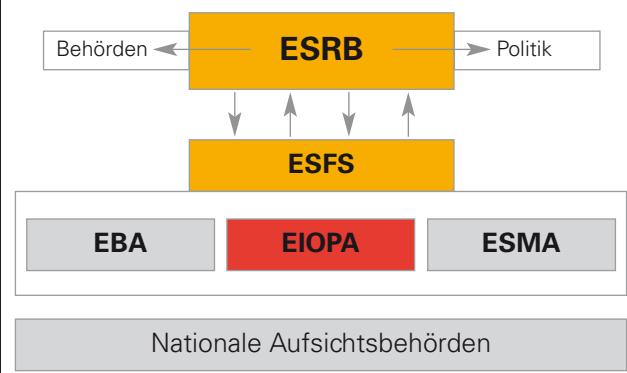 Behörden ESRB Politik
ESFS
EBA EIOPA ESMA
Nationale Aufsichtsbehörden